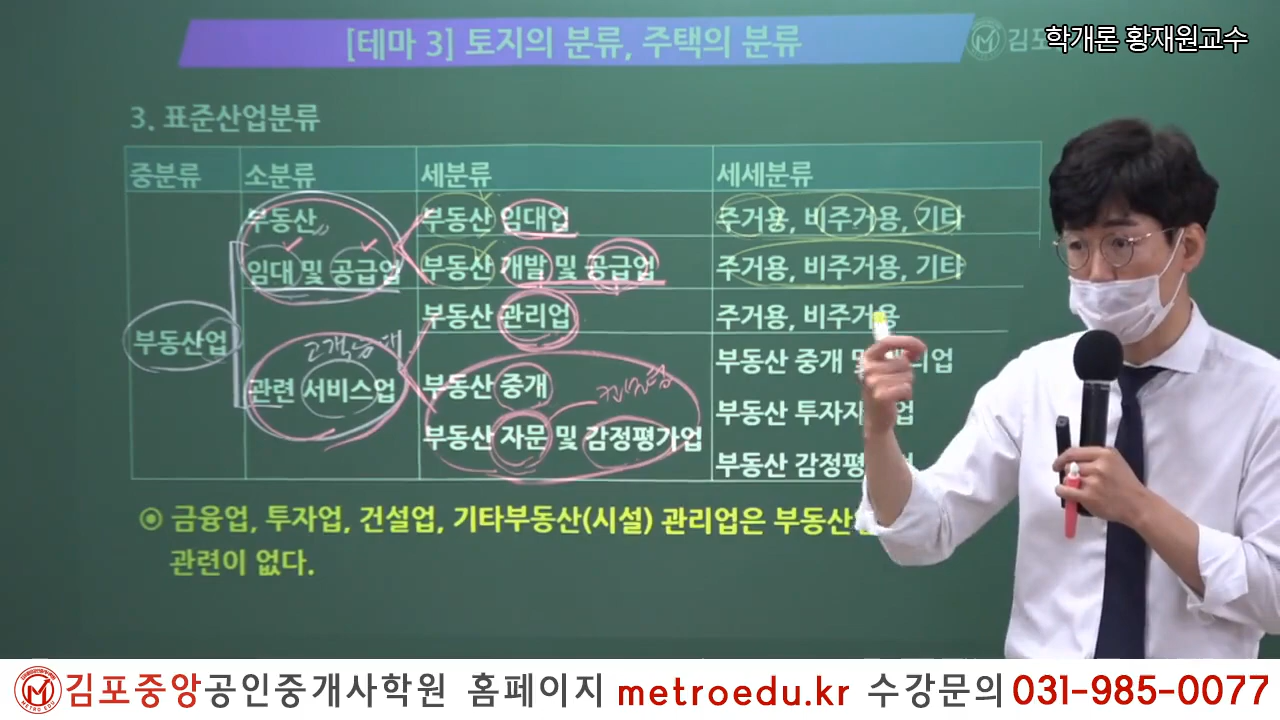 [테마 3] 토지의 분류, 주택의 분류
김포
학개론 황재원교수
3. 표준산업분류
중분류 소분류 세분류 세세분류
부동산 부동산 임대업 주거용, 비주거용, 기타
임대 및 공급업 부동산 개발 및 공급업 주거용, 비주거용, 기타
부동산 관리업 주거용, 비주거용
부동산업
고객
부동산 중개
관련 서비스업 부동산 중개
컨설팅
부동산 투자자
부동산 자문 및 감정평가업
부동산 감정평
◉ 금융업, 투자업, 건설업, 기타부동산(시설) 관리업은 부동산
관련이 없다.
METRO EDU
김포중앙공인중개사학원 홈페이지 metroedu.kr 수강문의 031-985-0077